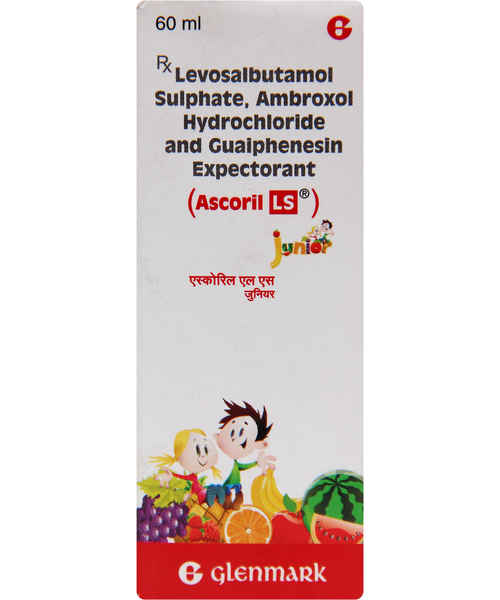 60 ml
Rx Levosalbutamol
Sulphate, Ambroxol
Hydrochloride
and Guaiphenesin
Expectorant
(Ascoril LS®)
junior
एस्कोरिल एल एस
जुनियर
glenmark